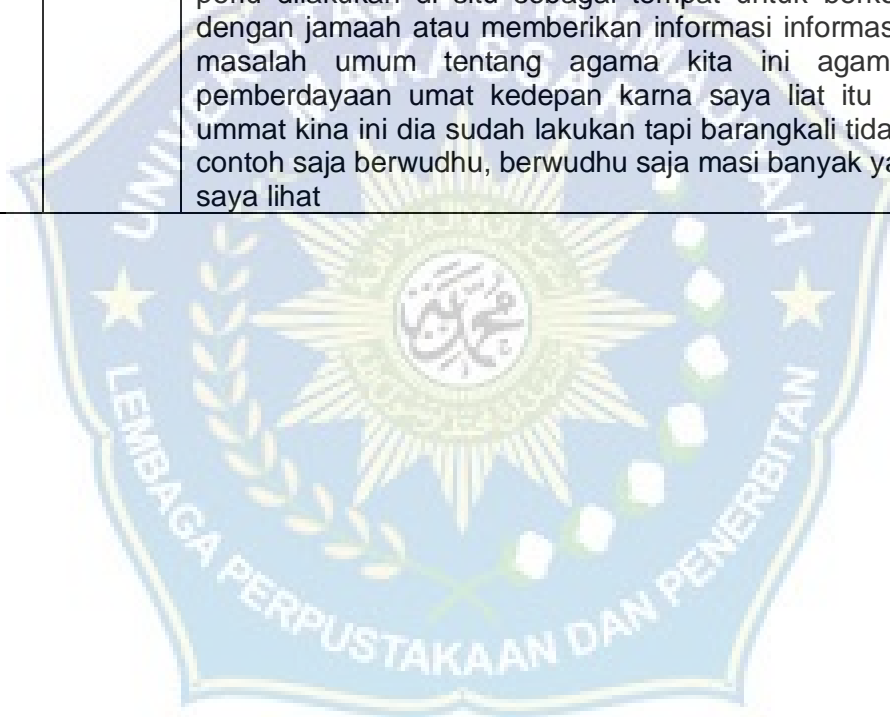 dengan jamaah atau memberikan informasi informas
masalah umum tentang agama kita ini agam
pemberdayaan umat kedepan karna saya liat itu
ummat kina ini dia sudah lakukan tapi barangkali tida
contoh saja berwudhu, berwudhu saja masi banyak ya
saya lihat
LEMBAGA PERPUSTAKAAN DAN PENERBITAN